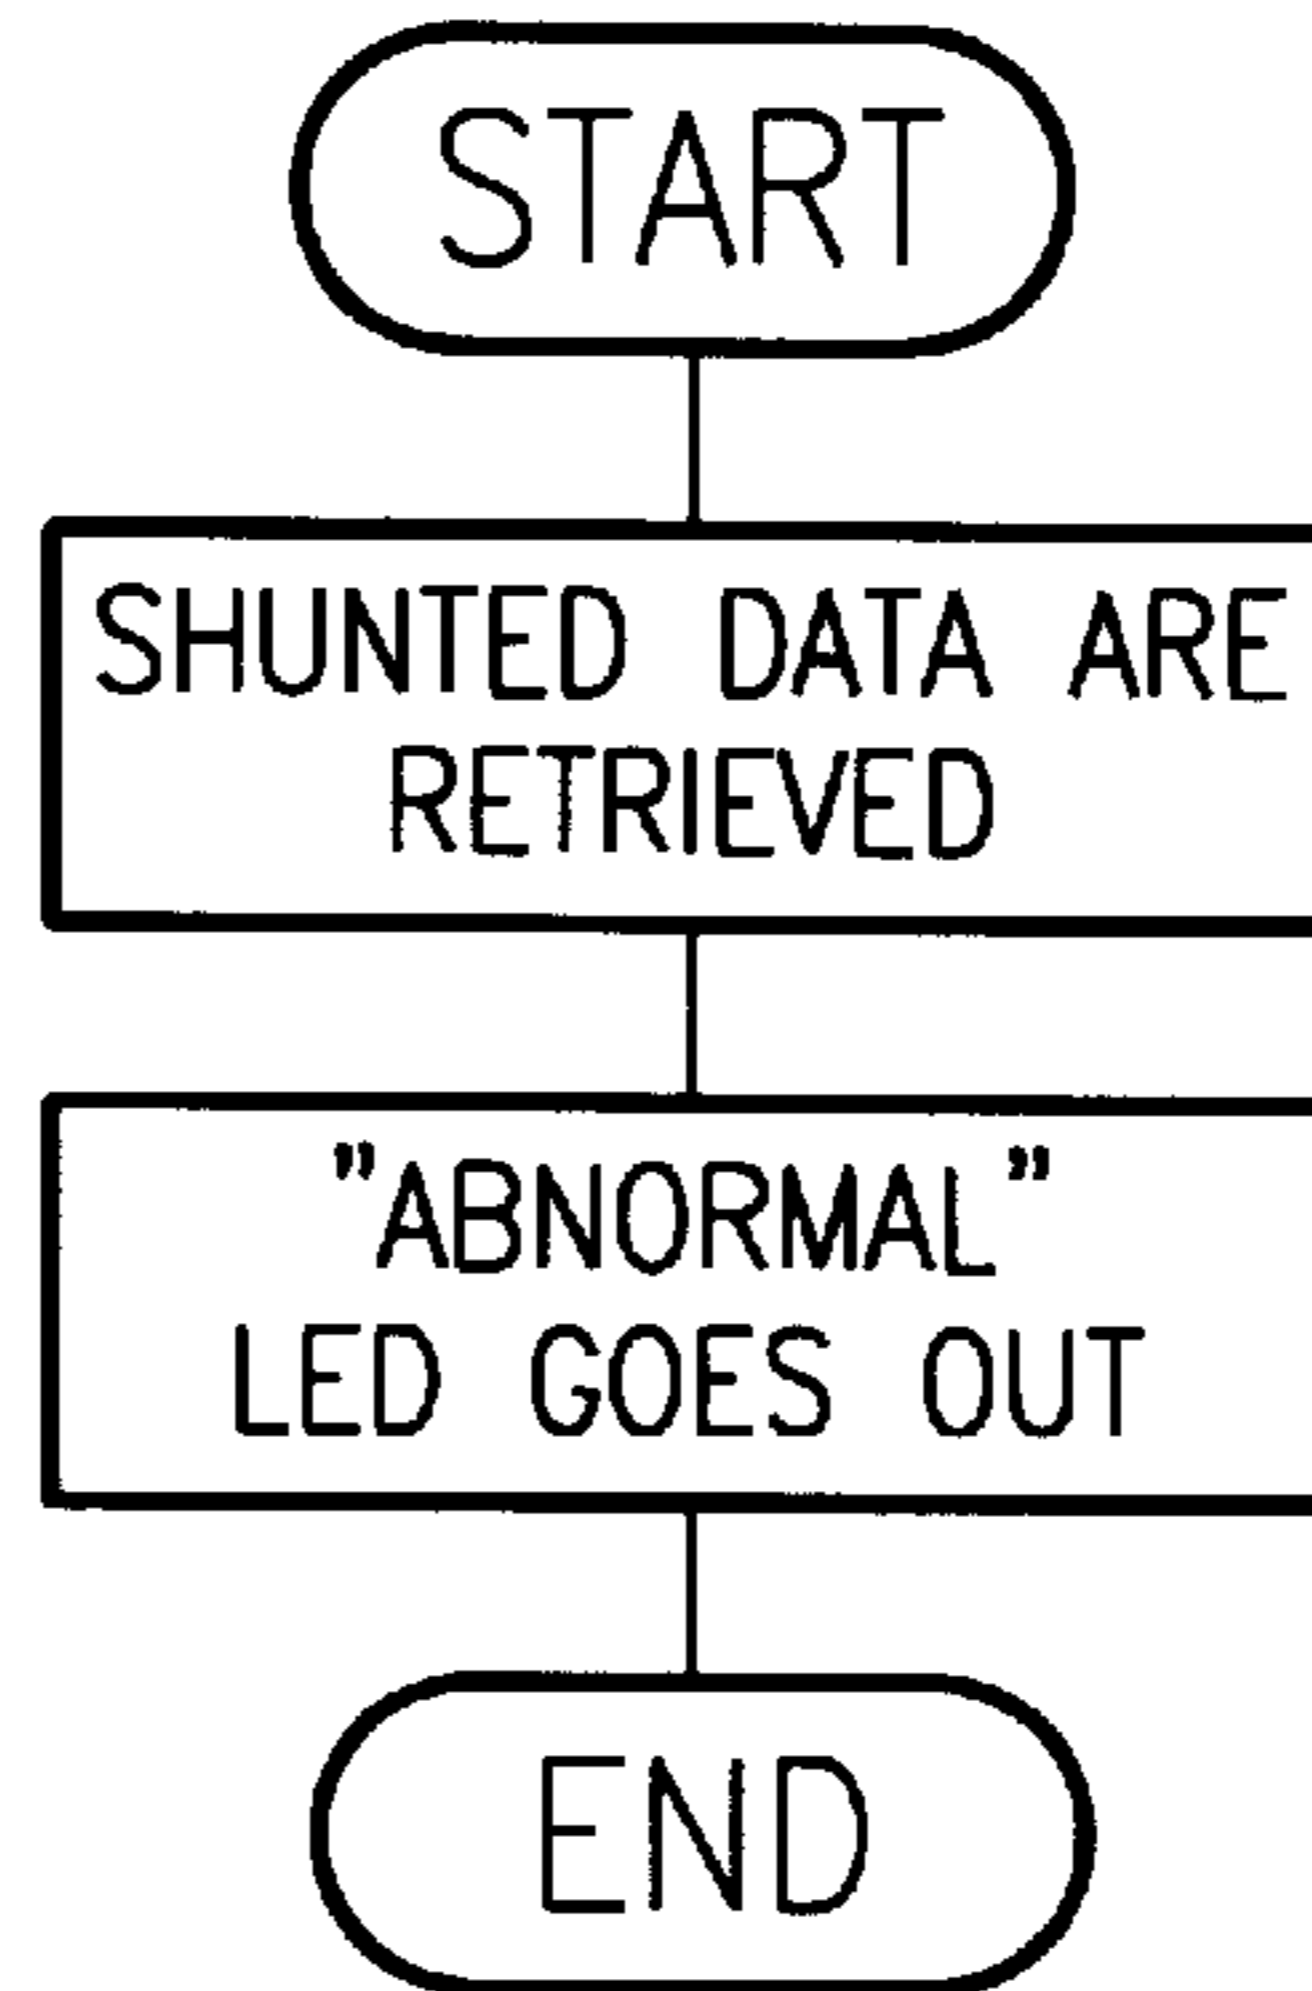 START
SHUNTED DATA ARE
RETRIEVED
"ABNORMAL"
LED GOES OUT
END